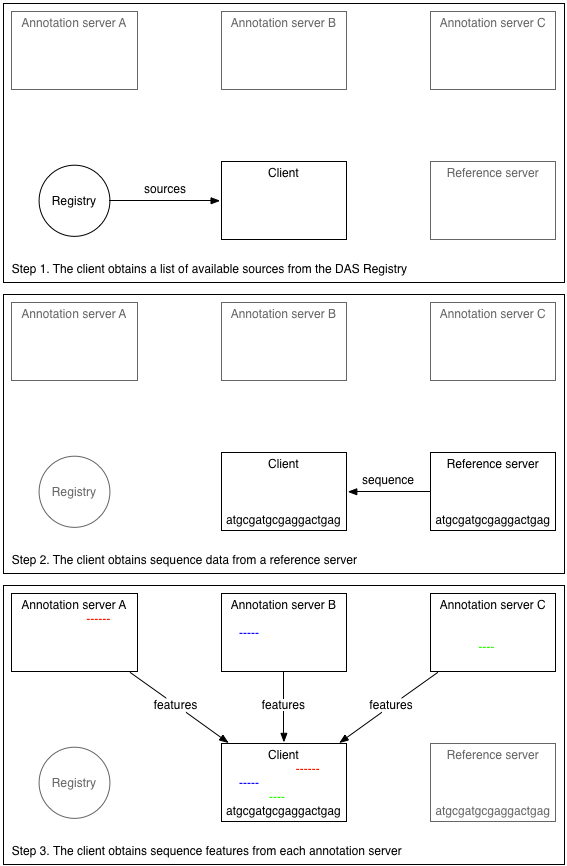 Annotation server A
Annotation server B
Annotation server C
Registry
sources
Client
Reference server
Step 1. The client obtains a list of available sources from the DAS Registry
Annotation server A
Annotation server B
Annotation server C
Registry
Client
atgcgatgcgaggactgag
sequence
Reference server
atgcgatgcgaggactgag
Step 2. The client obtains sequence data from a reference server
Annotation server A
Annotation server B
Annotation server C
features
features
features
Registry
Client
atgcgatgcgaggactgag
Reference server
atgcgatgcgaggactgag
Step 3. The client obtains sequence features from each annotation server